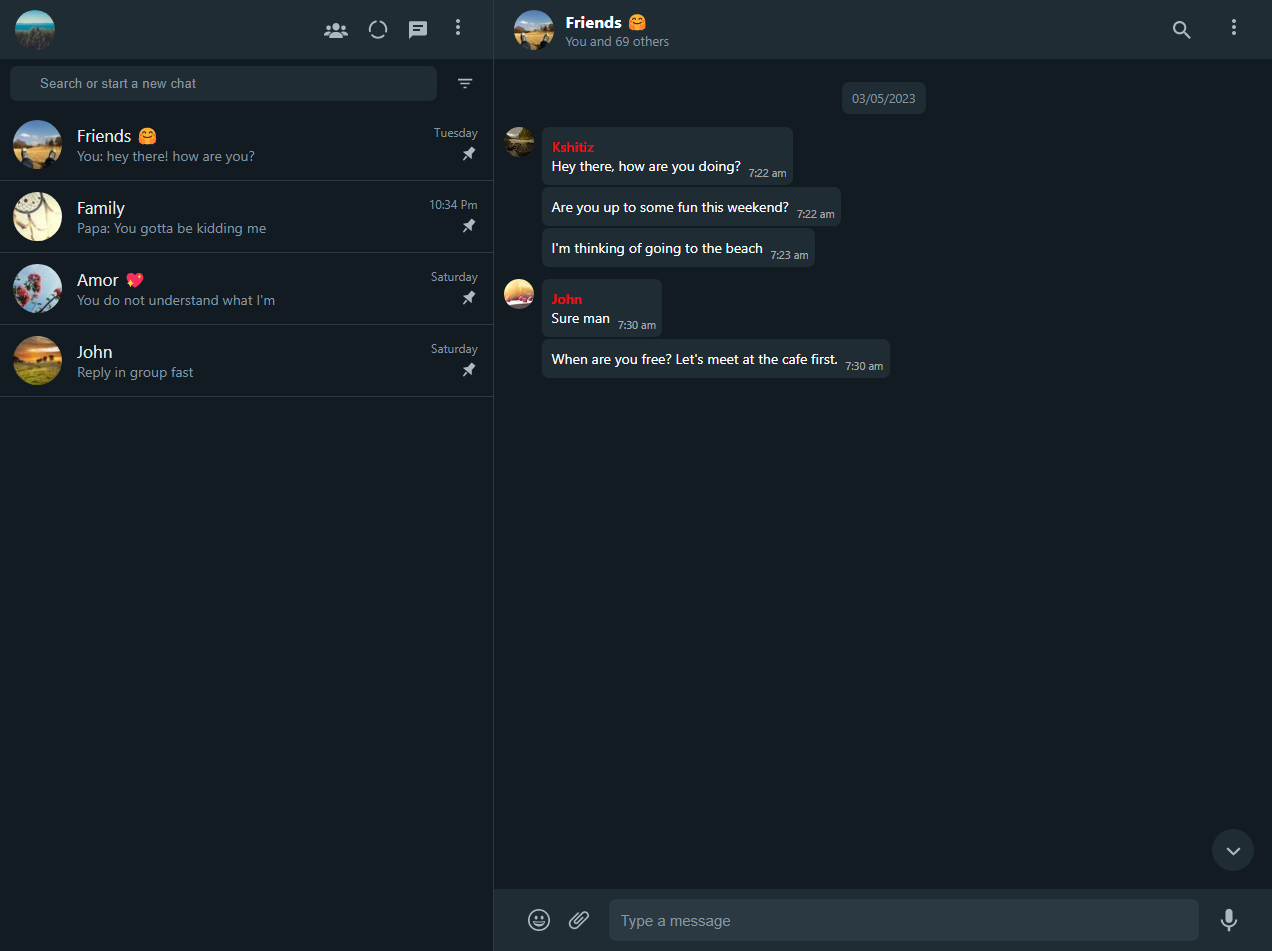 Search or start a new chat
Friends 🤗
Tuesday
You: hey there! how are you?
Family
10:34 Pm
Papa: You gotta be kidding me
Amor 💖
Saturday
You do not understand what I'm
John
Saturday
Reply in group fast
Friends 🤗
You and 69 others
03/05/2023
Kshitiz
Hey there, how are you doing? 7:22 am
Are you up to some fun this weekend? 7:22 am
I'm thinking of going to the beach 7:23 am
John
Sure man 7:30 am
When are you free? Let's meet at the cafe first. 7:30 am
Type a message